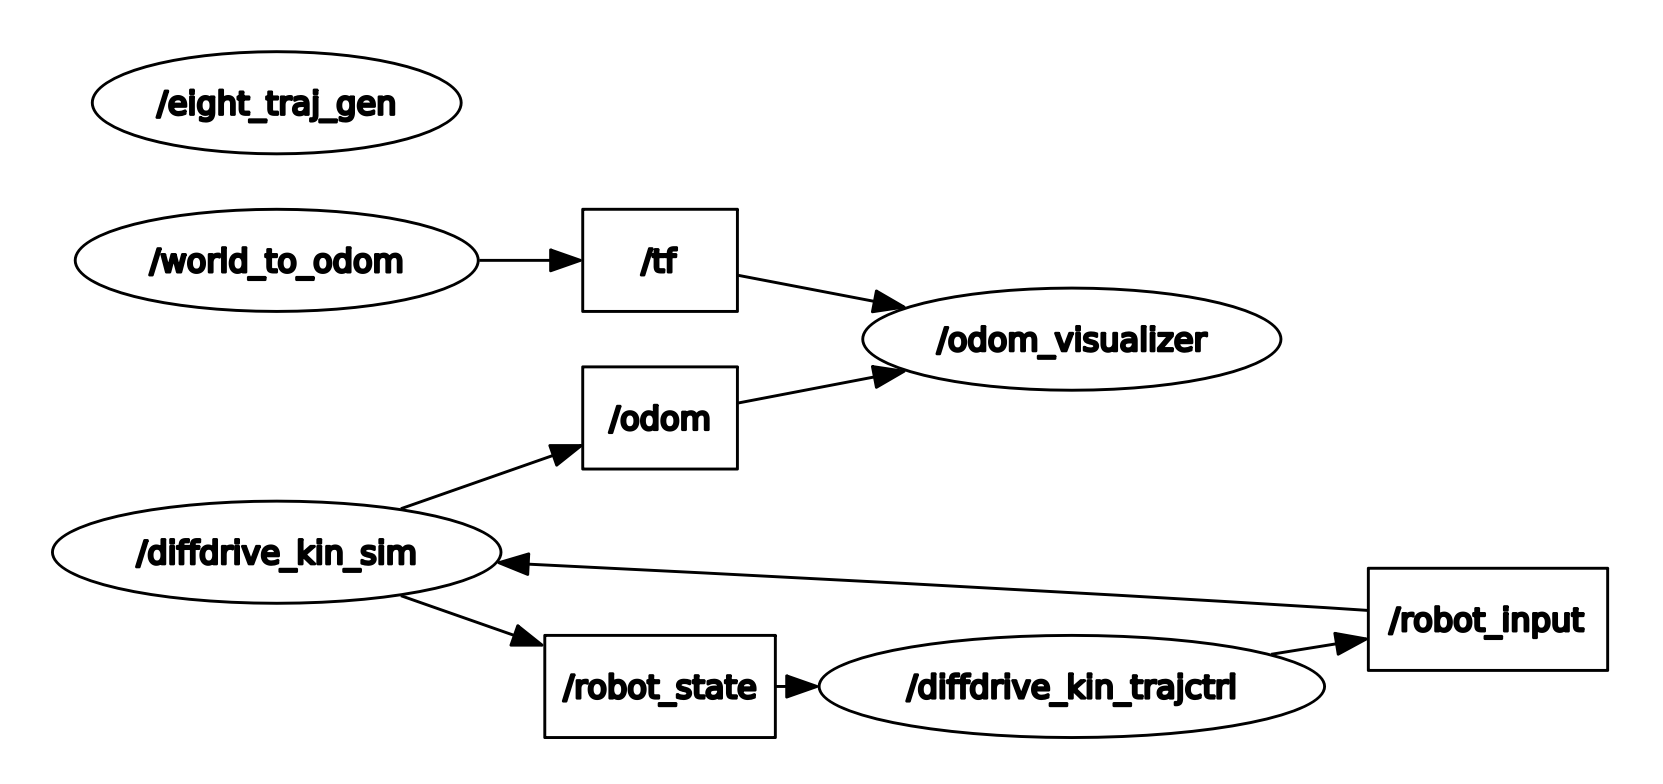 /eight_traj_gen
/world_to_odom
/tf
/odom_visualizer
/odom
/diffdrive_kin_sim
/robot_input
/robot_state
/diffdrive_kin_trajctrl